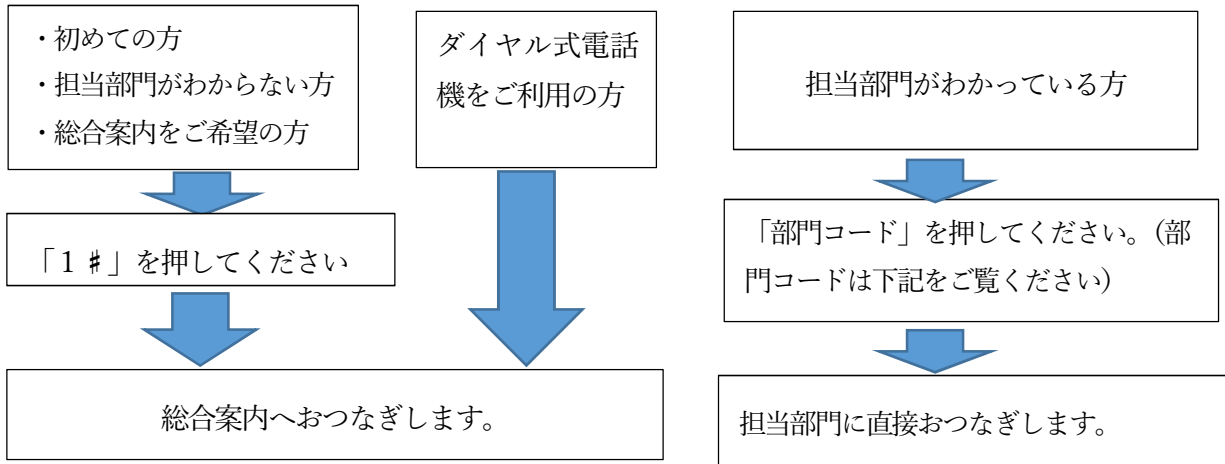 ・初めての方
・担当部門がわからない方
・総合案内をご希望の方
「１♯」を押してください
ダイヤル式電話
機をご利用の方
総合案内へおつなぎします。
担当部門がわかっている方
「部門コード」を押してください。(部
門コードは下記をご覧ください)
担当部門に直接おつなぎします。